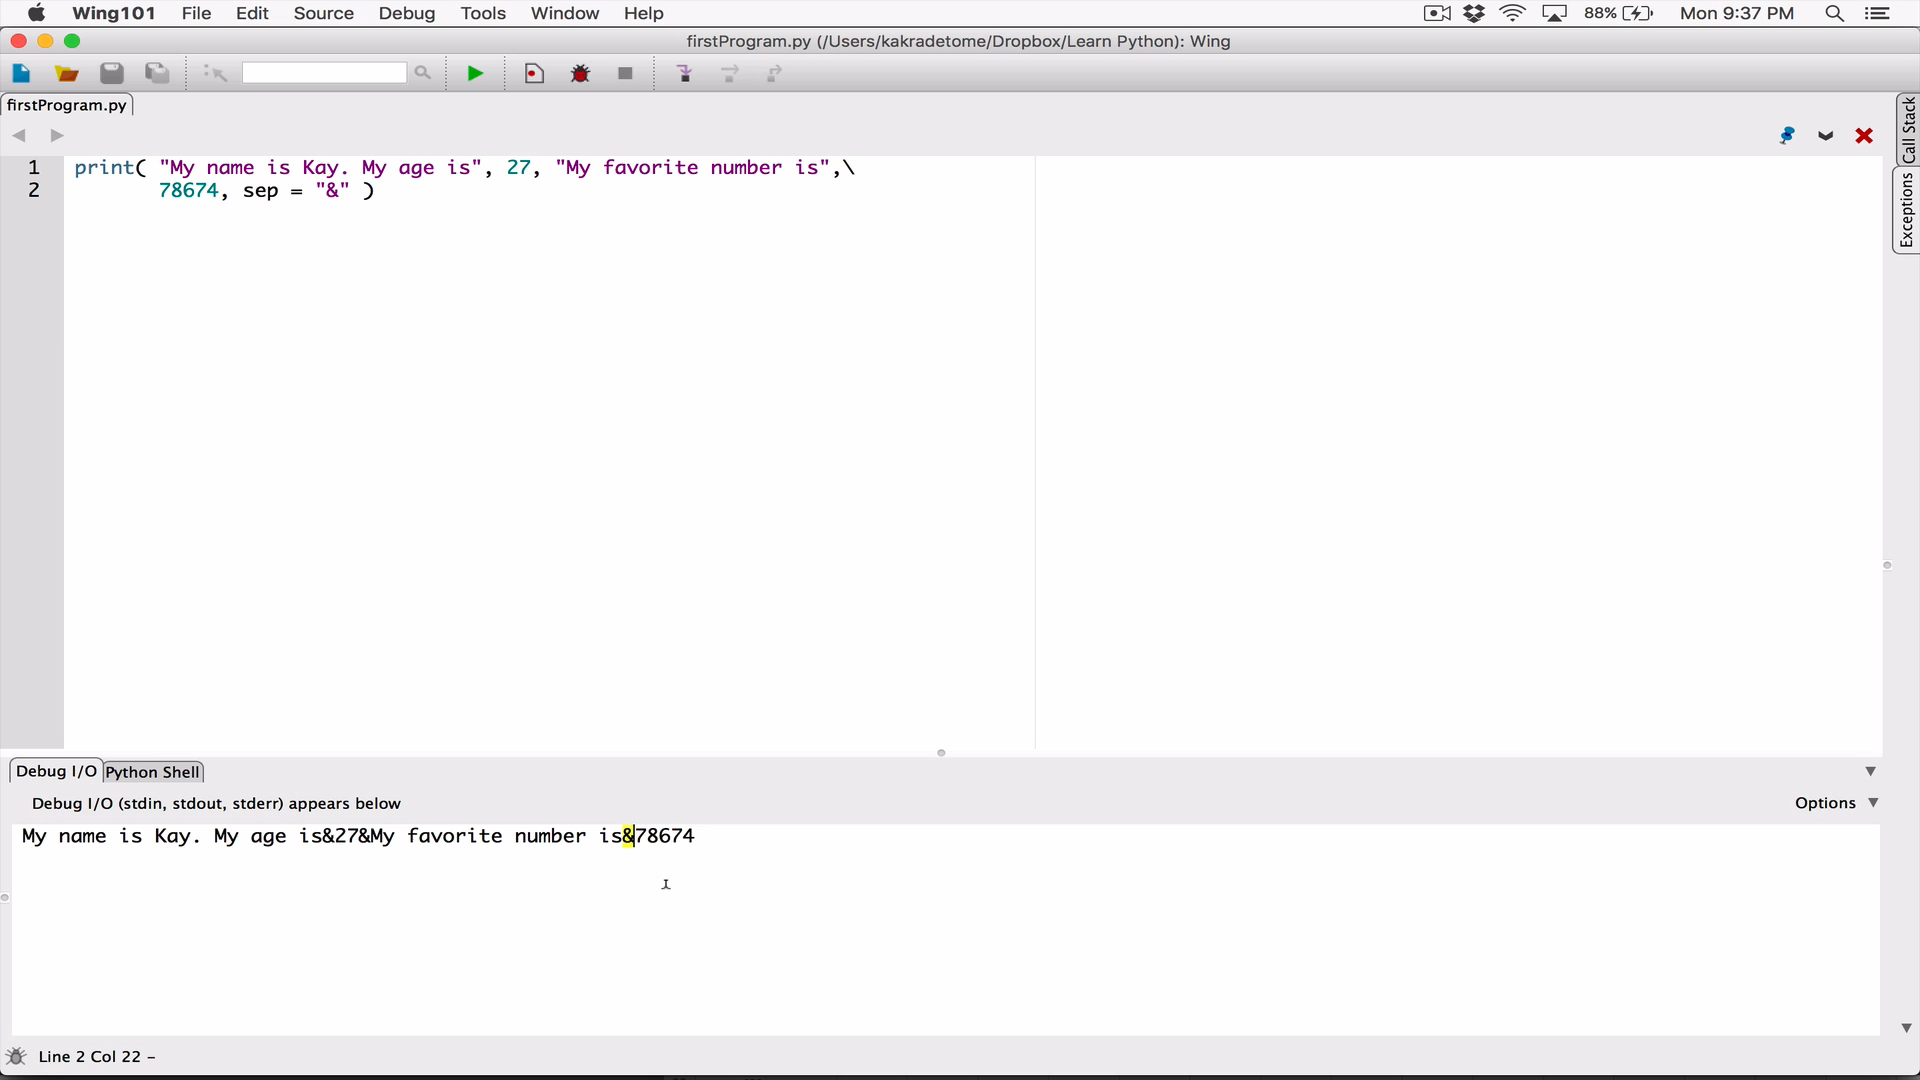 Wing101 File Edit Source Debug Tools Window Help 88% Mon 9:37 PM
firstProgram.py (/Users/kakradetome/Dropbox/Learn Python): Wing
firstProgram.py
1 print( "My name is Kay. My age is", 27, "My favorite number is",\
2 78674, sep = "&" )
Call Stack
Exceptions
Debug I/O Python Shell
Debug I/O (stdin, stdout, stderr) appears below Options
My name is Kay. My age is&27&My favorite number is&78674
Line 2 Col 22 –